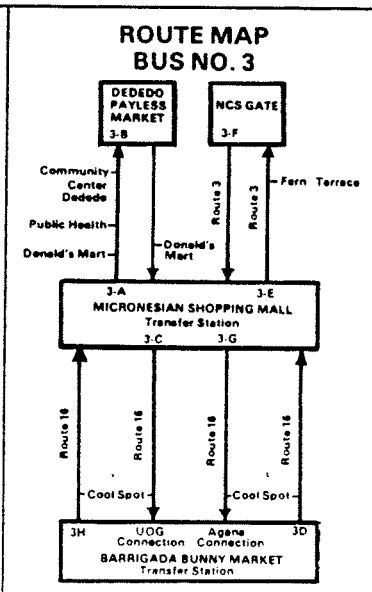 ROUTE MAP
BUS NO. 3
DEDEDO
PAYLESS
MARKET
3-B
NCS GATE
3-F
Community
Center
Dedede
Public Health
Donald's Mart
Donald's
Mart
Route 3
Route 3
Fern Terrace
3-A
3-E
MICRONESIAN SHOPPING MALL
Transfer Station
3-C
3-G
Route 16
Route 16
Route 16
Route 16
Cool Spot
Cool Spot
3H
UOG
Connection
Agana
Connection
3D
BARRIGADA BUNNY MARKET
Transfer Station